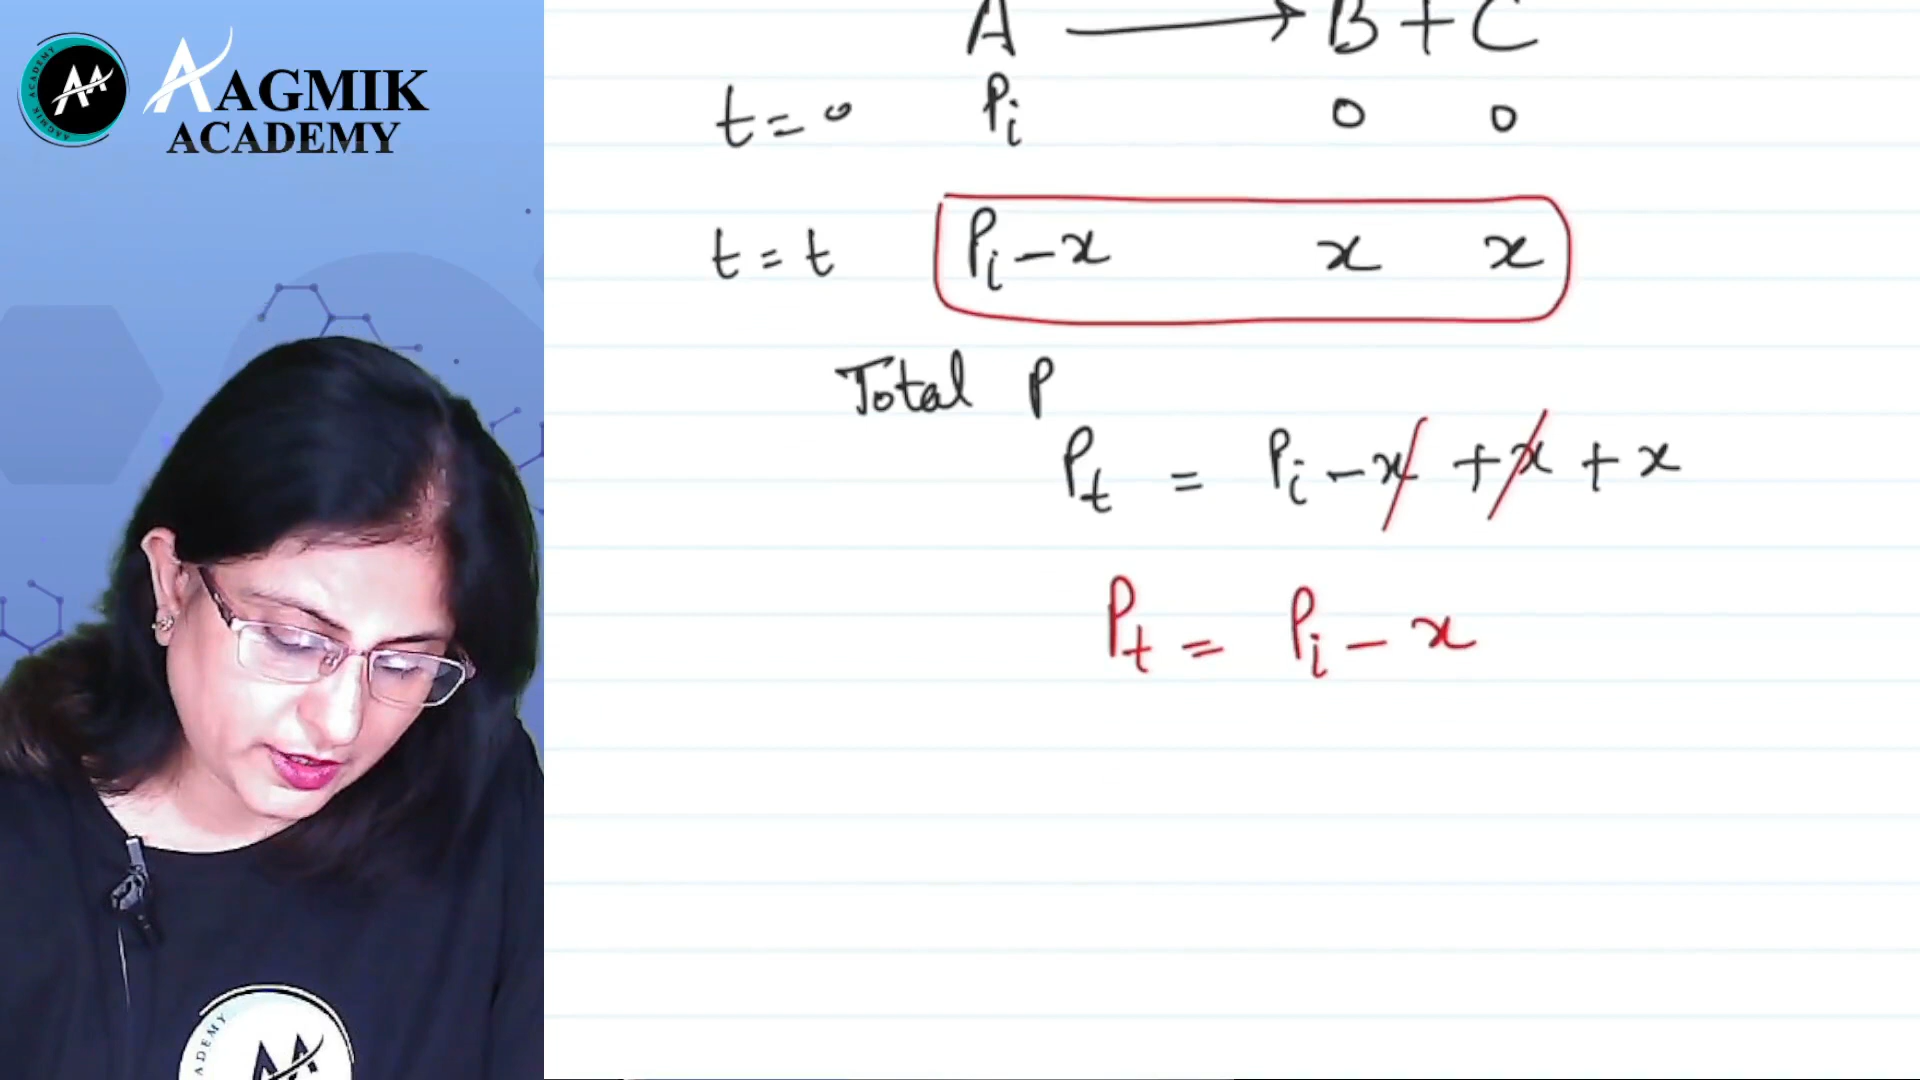 AAGMIK
ACADEMY
A ⟶ B + C
t = 0 Pi 0 0
t = t Pi - x x x
Total P
Pt = Pi - x + x + x
Pt = Pi - x